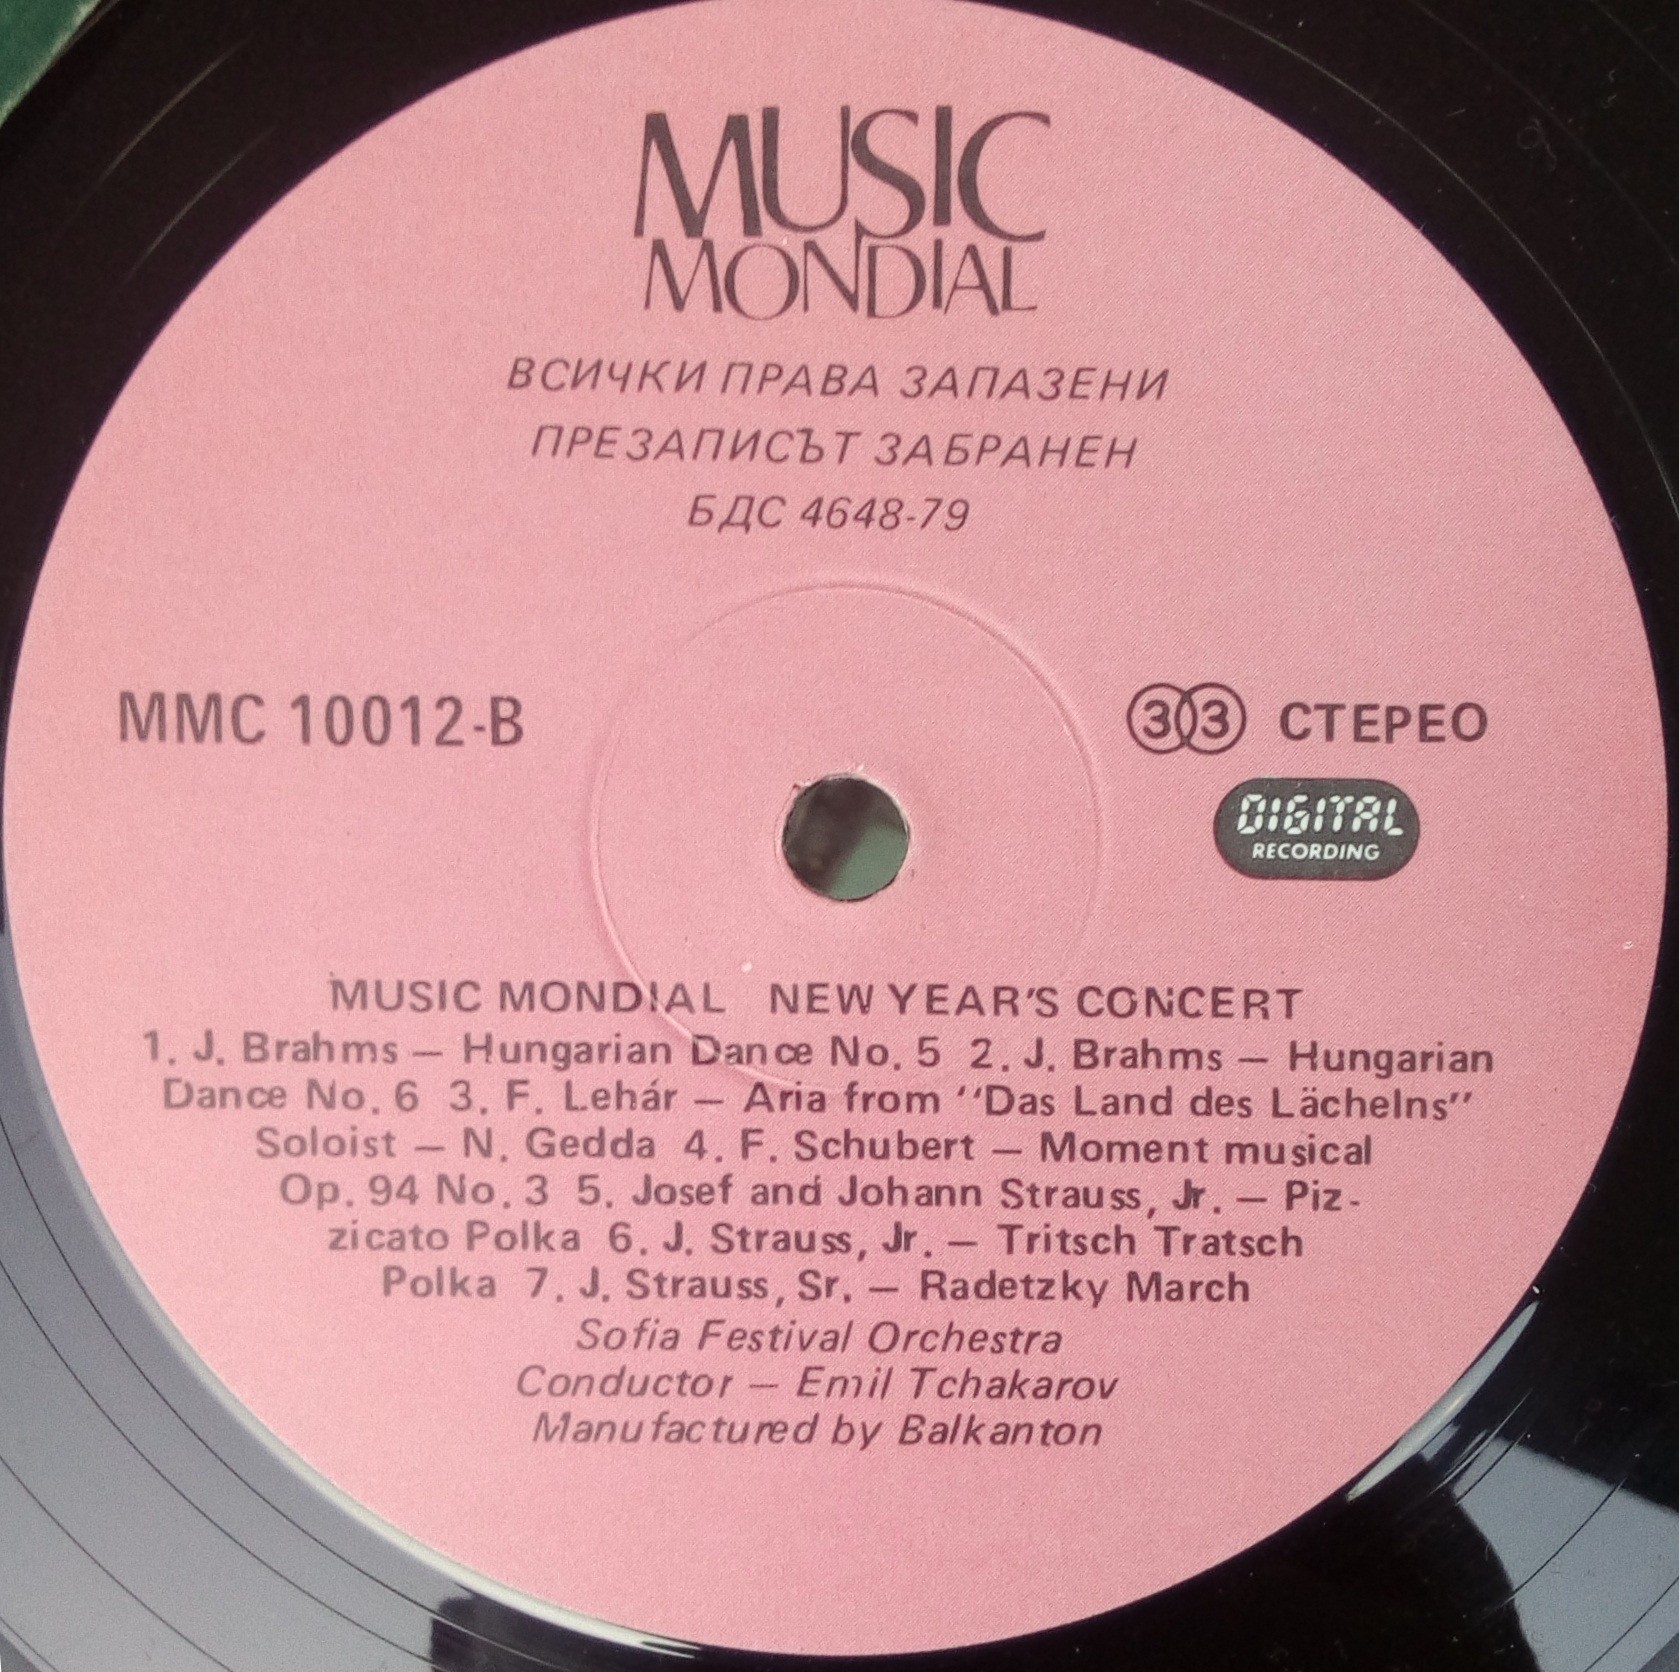 MUSIC
MONDIAL
ВСИЧКИ ПРАВА ЗАПАЗЕНИ
ПРЕЗАПИСЪТ ЗАБРАНЕН
БДС 4648-79
ММС 10012-В
33 СТЕРЕО
DIGITAL
RECORDING
MUSIC MONDIAL NEW YEAR'S CONCERT
1. J. Brahms — Hungarian Dance No. 5 2. J. Brahms — Hungarian
Dance No. 6 3. F. Lehár — Aria from ''Das Land des Lächelns''
Soloist — N. Gedda 4. F. Schubert — Moment musical
Op. 94 No. 3 5. Josef and Johann Strauss, Jr. — Piz-
zicato Polka 6. J. Strauss, Jr. — Tritsch Tratsch
Polka 7. J. Strauss, Sr. — Radetzky March
Sofia Festival Orchestra
Conductor — Emil Tchakarov
Manufactured by Balkanton